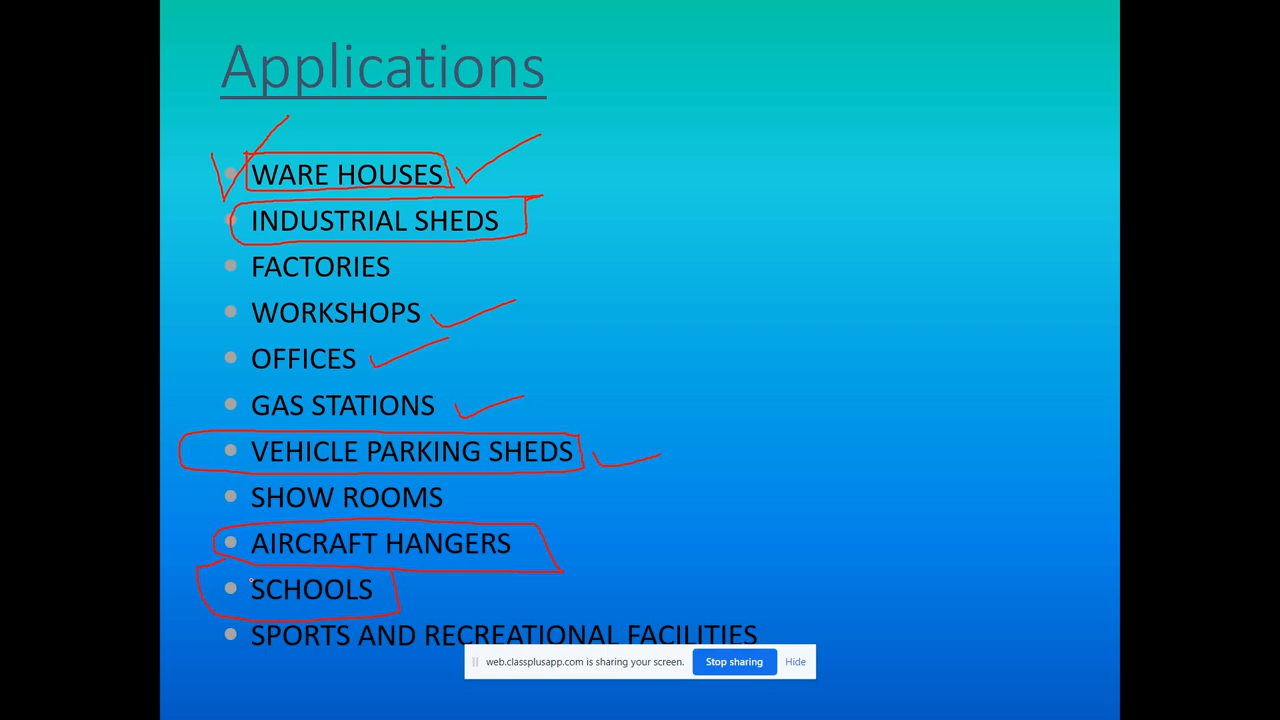 Applications
WARE HOUSES
INDUSTRIAL SHEDS
FACTORIES
WORKSHOPS
OFFICES
GAS STATIONS
VEHICLE PARKING SHEDS
SHOW ROOMS
AIRCRAFT HANGERS
SCHOOLS
SPORTS AND RECREATIONAL FACILITIES
web.classplusapp.com is sharing your screen. Stop sharing Hide